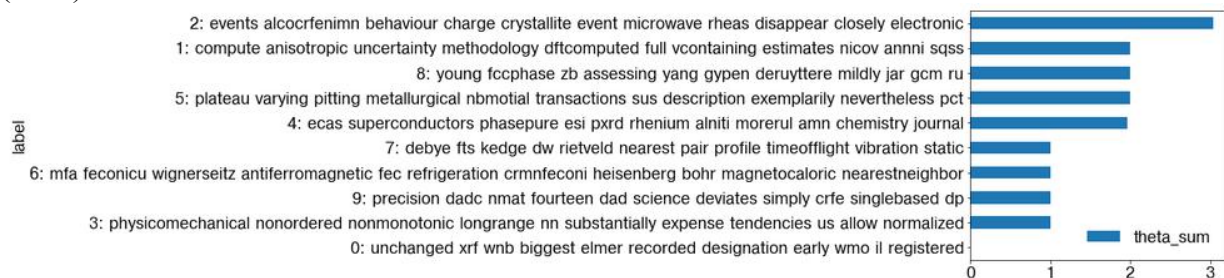 2: events alcocrfenimn behaviour charge crystallite event microwave rheas disappear closely electronic
1: compute anisotropic uncertainty methodology dftcomputed full vcontaining estimates nicov annni sqss
8: young fccphase zb assessing yang gypen deruyttere mildly jar gcm ru
5: plateau varying pitting metallurgical nbmotial transactions sus description exemplarily nevertheless pct
label
4: ecas superconductors phasepure esi pxrd rhenium alniti morerul amn chemistry journal
7: debye fts kedge dw rietveld nearest pair profile timeofflight vibration static
6: mfa feconicu wignerseitz antiferromagnetic fec refrigeration crmnfeconi heisenberg bohr magnetocaloric nearestneighbor
9: precision dadc nmat fourteen dad science deviates simply crfe singlebased dp
3: physicomechanical nonordered nonmonotonic longrange nn substantially expense tendencies us allow normalized
theta_sum
0: unchanged xrf wnb biggest elmer recorded designation early wmo il registered
0 1 2 3